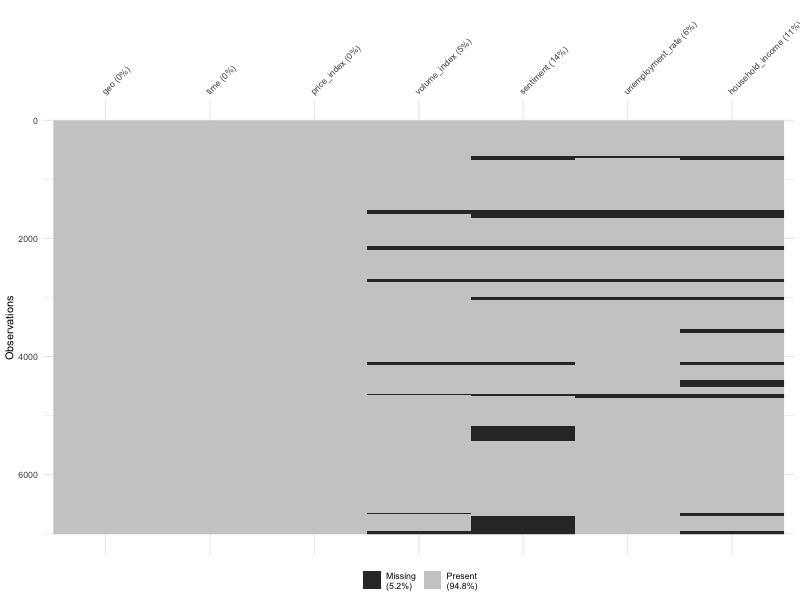 geo (0%)
time (0%)
price_index (0%)
volume_index (5%)
sentiment (14%)
unemployment_rate (6%)
household_income (11%)
0
2000
4000
6000
Observations
Missing
(5.2%)
Present
(94.8%)